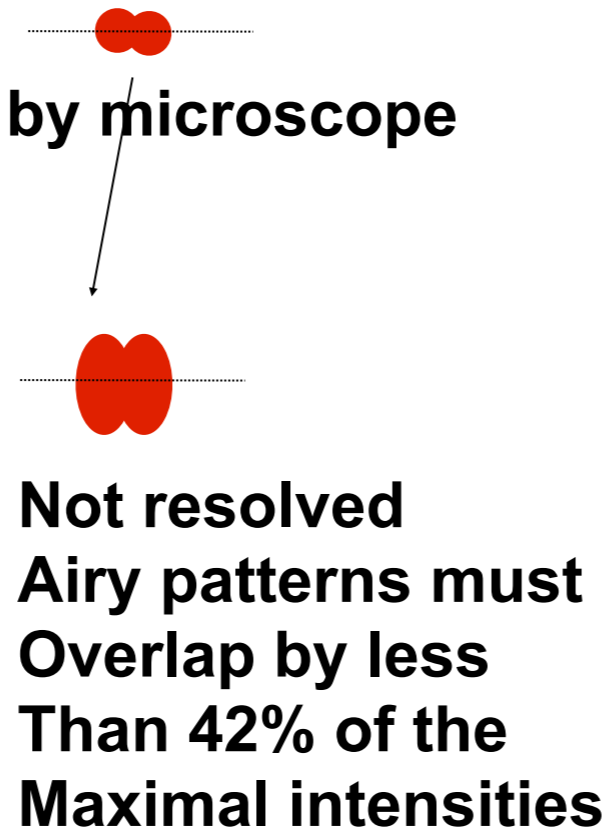 by microscope
Not resolved
Airy patterns must
Overlap by less
Than 42% of the
Maximal intensities